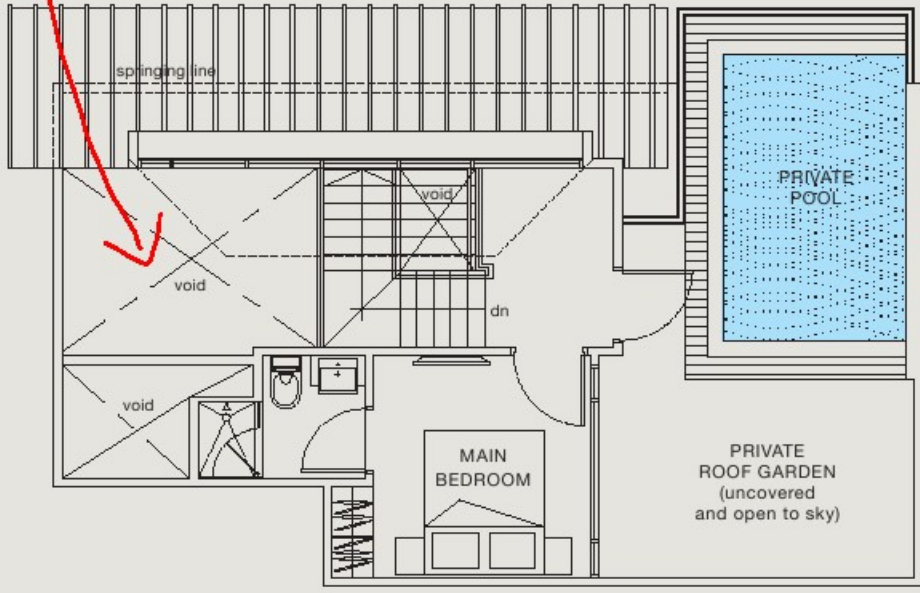 springing line
PRIVATE
POOL
void
void
dn
void
MAIN
BEDROOM
PRIVATE
ROOF GARDEN
(uncovered
and open to sky)